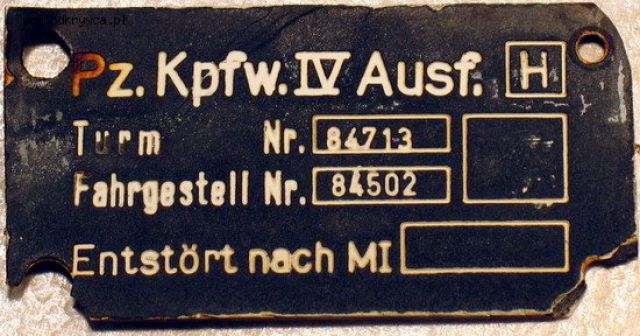 Pz. Kpfw. IV Ausf. H
Turm Nr. 84713
Fahrgestell Nr. 84502
Entstört nach MI